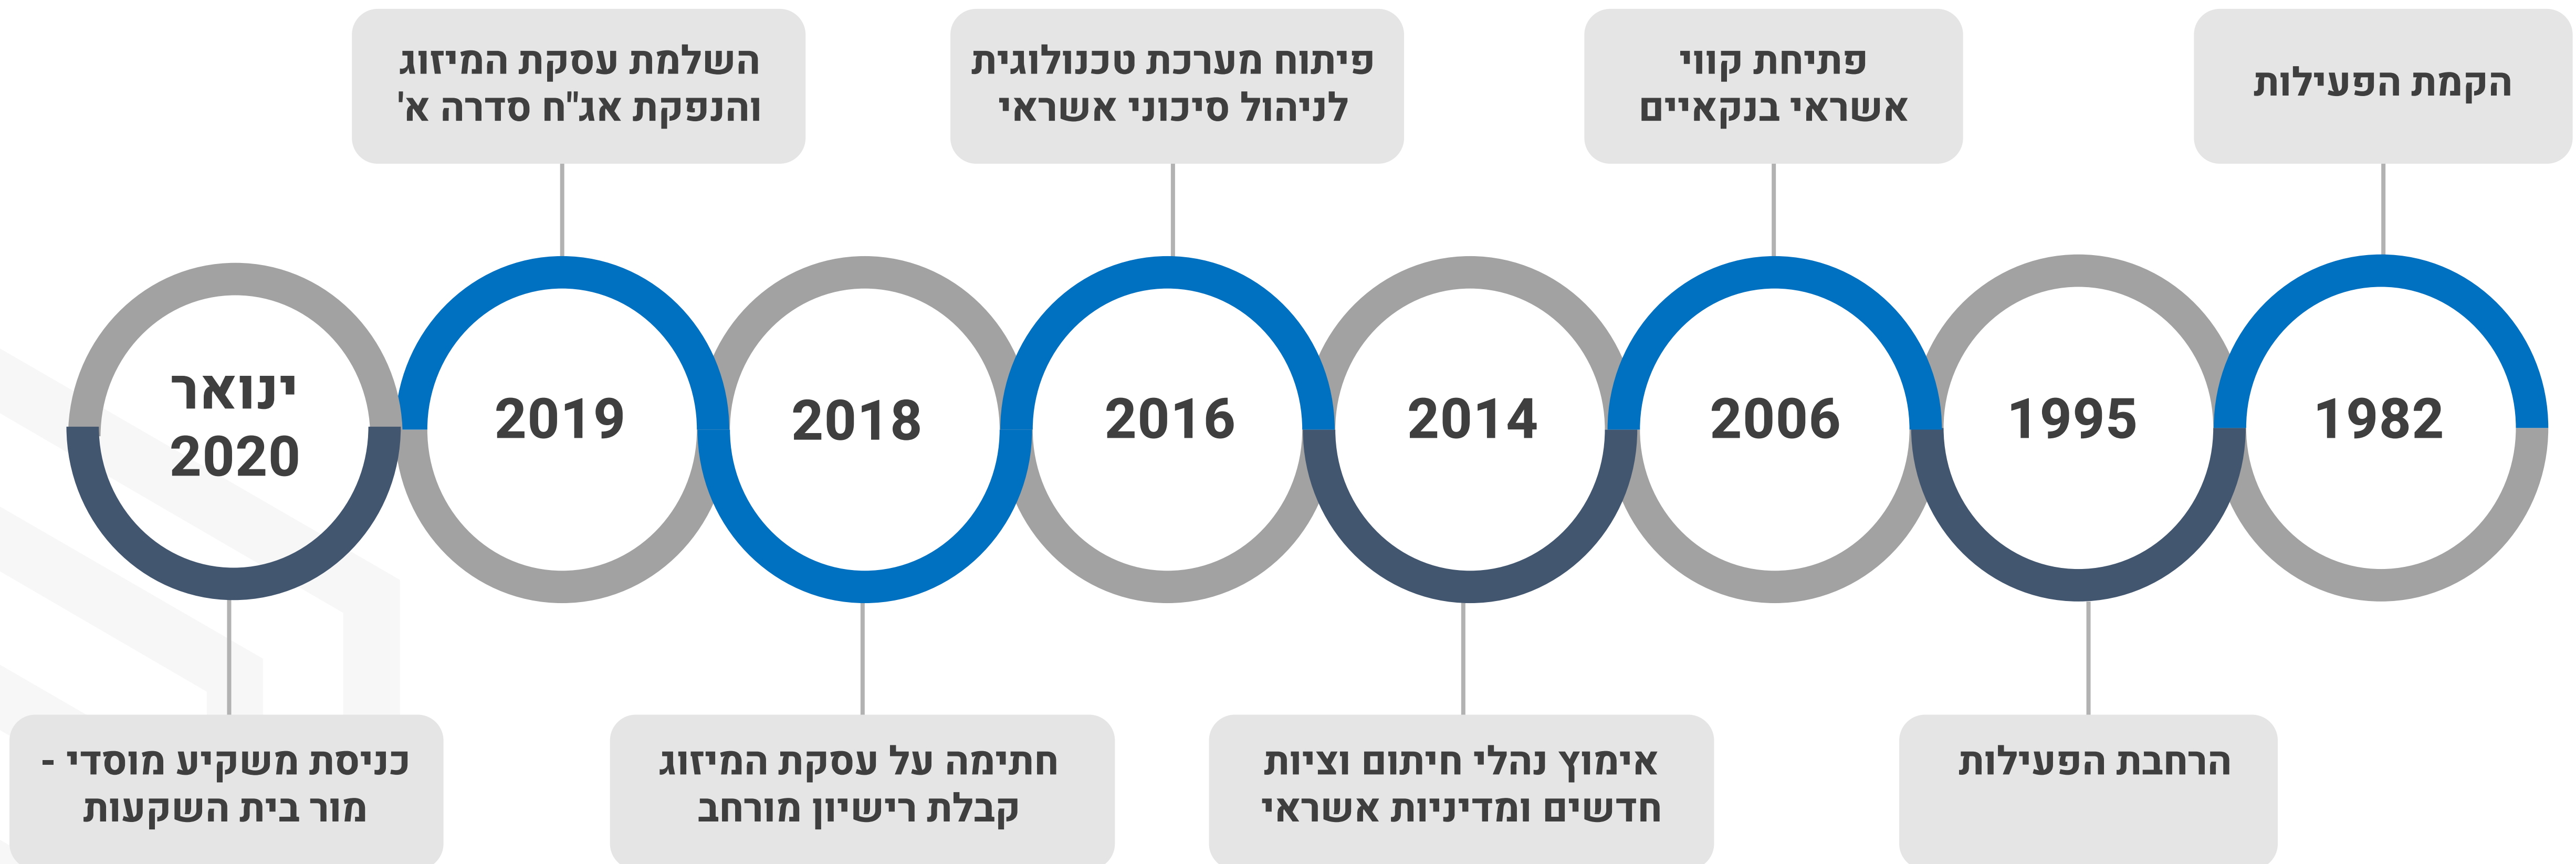 הקמת הפעילות
1982
1995
הרחבת הפעילות
פתיחת קווי
אשראי בנקאיים
2006
2014
אימוץ נהלי חיתום וציות
חדשים ומדיניות אשראי
פיתוח מערכת טכנולוגית
לניהול סיכוני אשראי
2016
2018
חתימה על עסקת המיזוג
קבלת רישיון מורחב
השלמת עסקת המיזוג
והנפקת אג"ח סדרה א'
2019
ינואר
2020
כניסת משקיע מוסדי -
מור בית השקעות